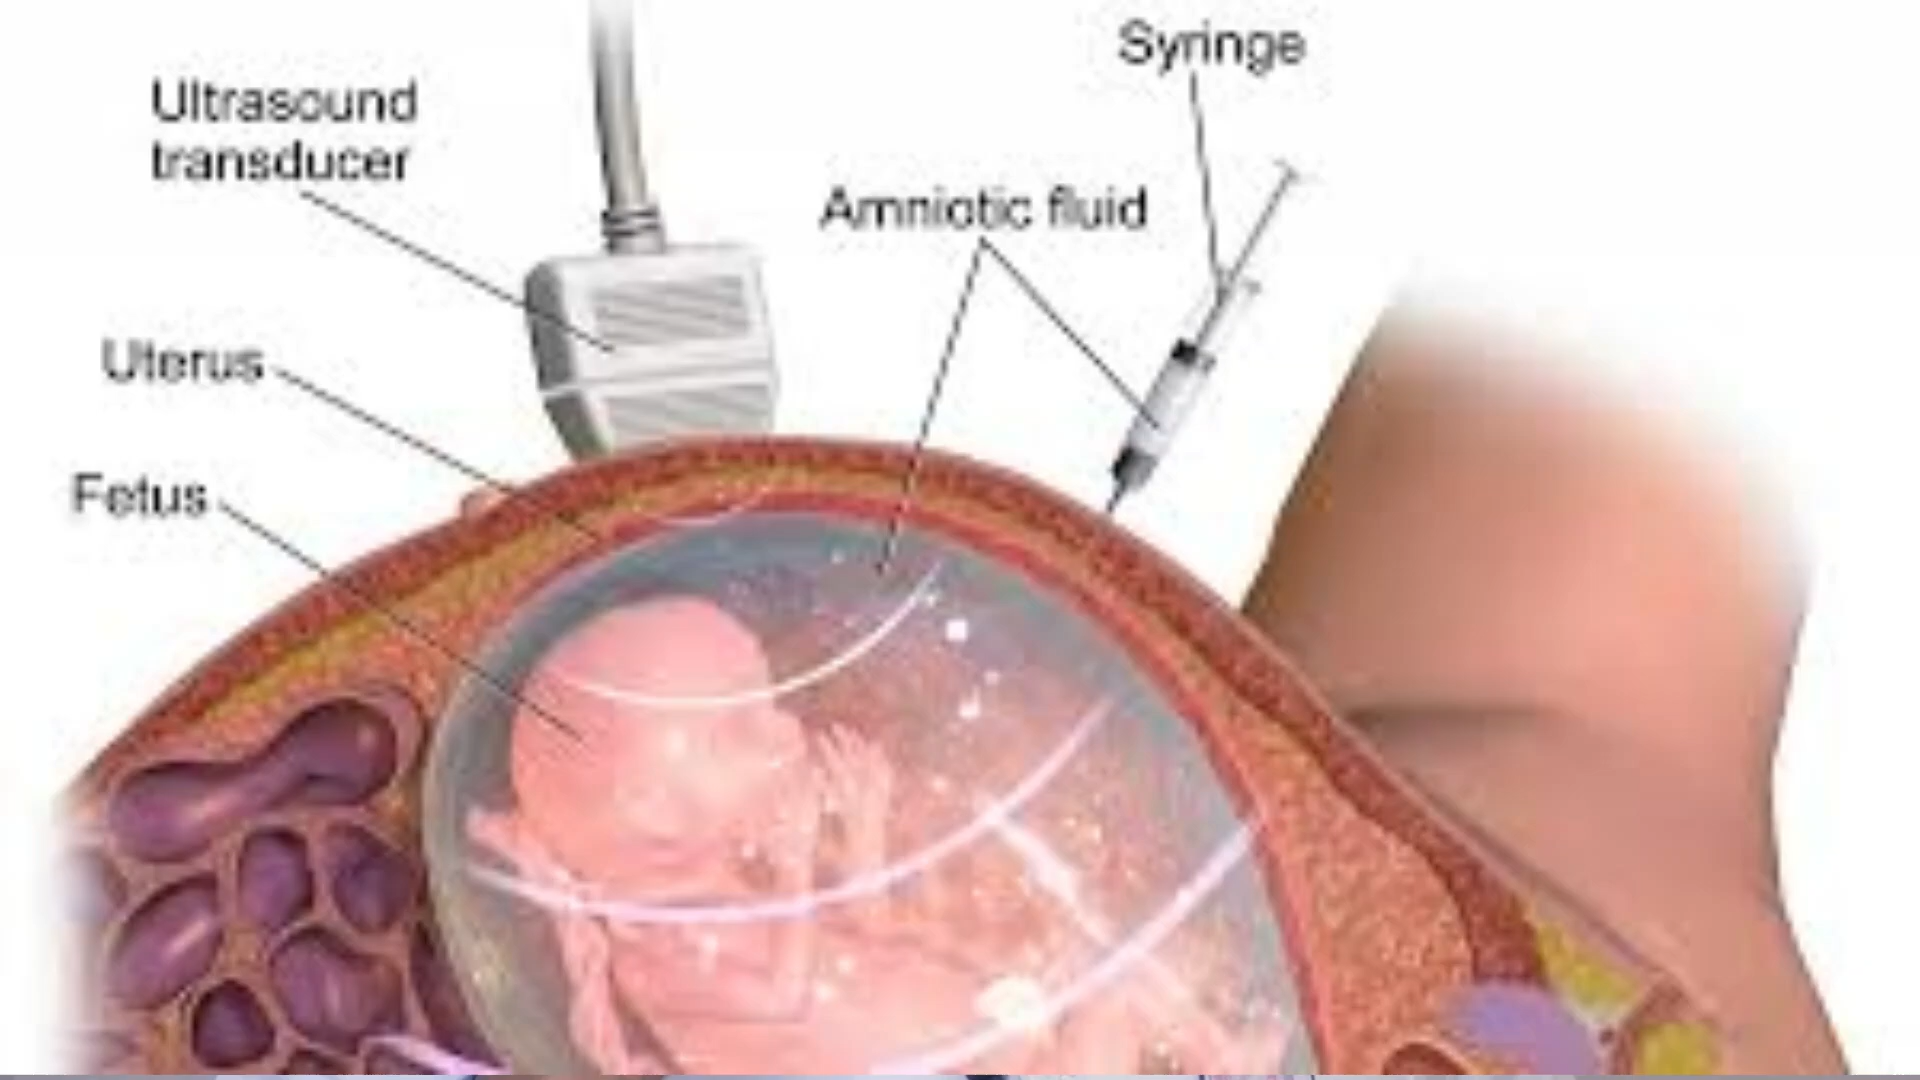 Syringe
Ultrasound
transducer
Amniotic fluid
Uterus
Fetus